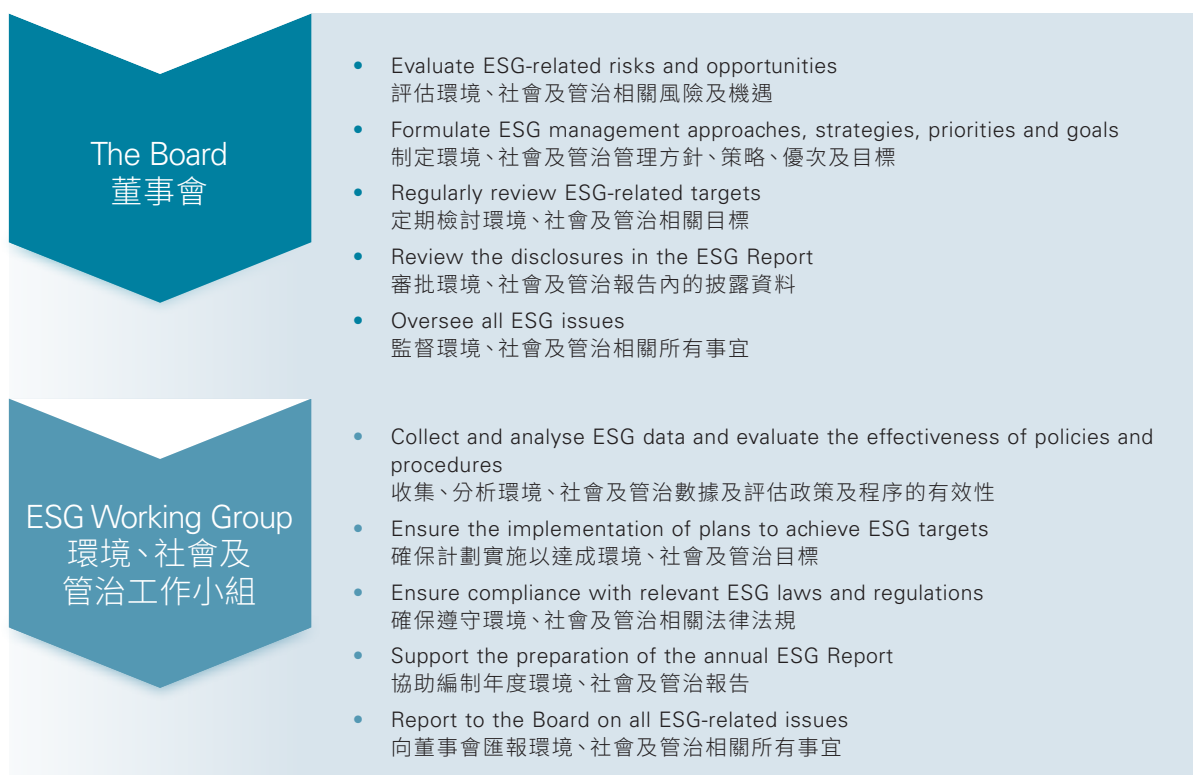 The Board
董事會
• Evaluate ESG-related risks and opportunities
評估環境、社會及管治相關風險及機遇
• Formulate ESG management approaches, strategies, priorities and goals
制定環境、社會及管治管理方針、策略、優次及目標
• Regularly review ESG-related targets
定期檢討環境、社會及管治相關目標
• Review the disclosures in the ESG Report
審批環境、社會及管治報告內的披露資料
• Oversee all ESG issues
監督環境、社會及管治相關所有事宜
ESG Working Group
環境、社會及
管治工作小組
• Collect and analyse ESG data and evaluate the effectiveness of policies and
procedures
收集、分析環境、社會及管治數據及評估政策及程序的有效性
• Ensure the implementation of plans to achieve ESG targets
確保計劃實施以達成環境、社會及管治目標
• Ensure compliance with relevant ESG laws and regulations
確保遵守環境、社會及管治相關法律法規
• Support the preparation of the annual ESG Report
協助編制年度環境、社會及管治報告
• Report to the Board on all ESG-related issues
向董事會匯報環境、社會及管治相關所有事宜